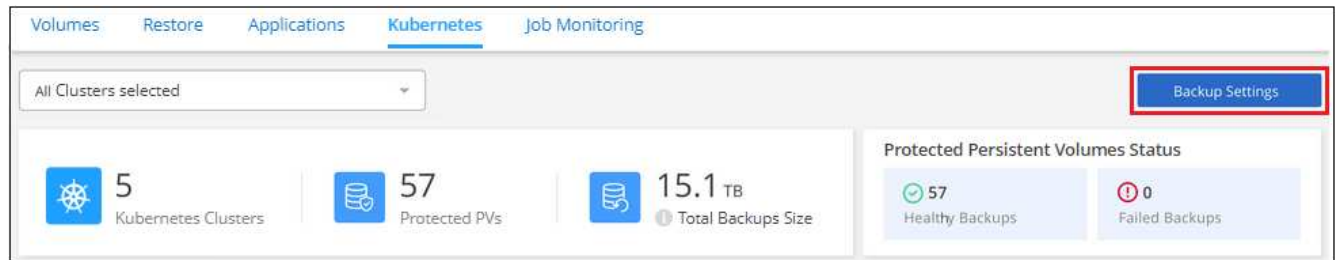 Volumes Restore Applications Kubernetes Job Monitoring
All Clusters selected
Backup Settings
5
Kubernetes Clusters
57
Protected PVs
15.1 TB
Total Backups Size
Protected Persistent Volumes Status
57
Healthy Backups
0
Failed Backups